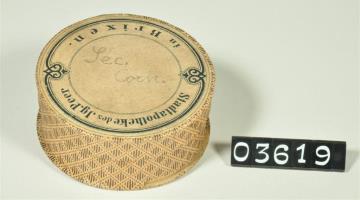 Stadtapotheke des Jg. Peer
in Brixen.
Sec.
Corn.
03619